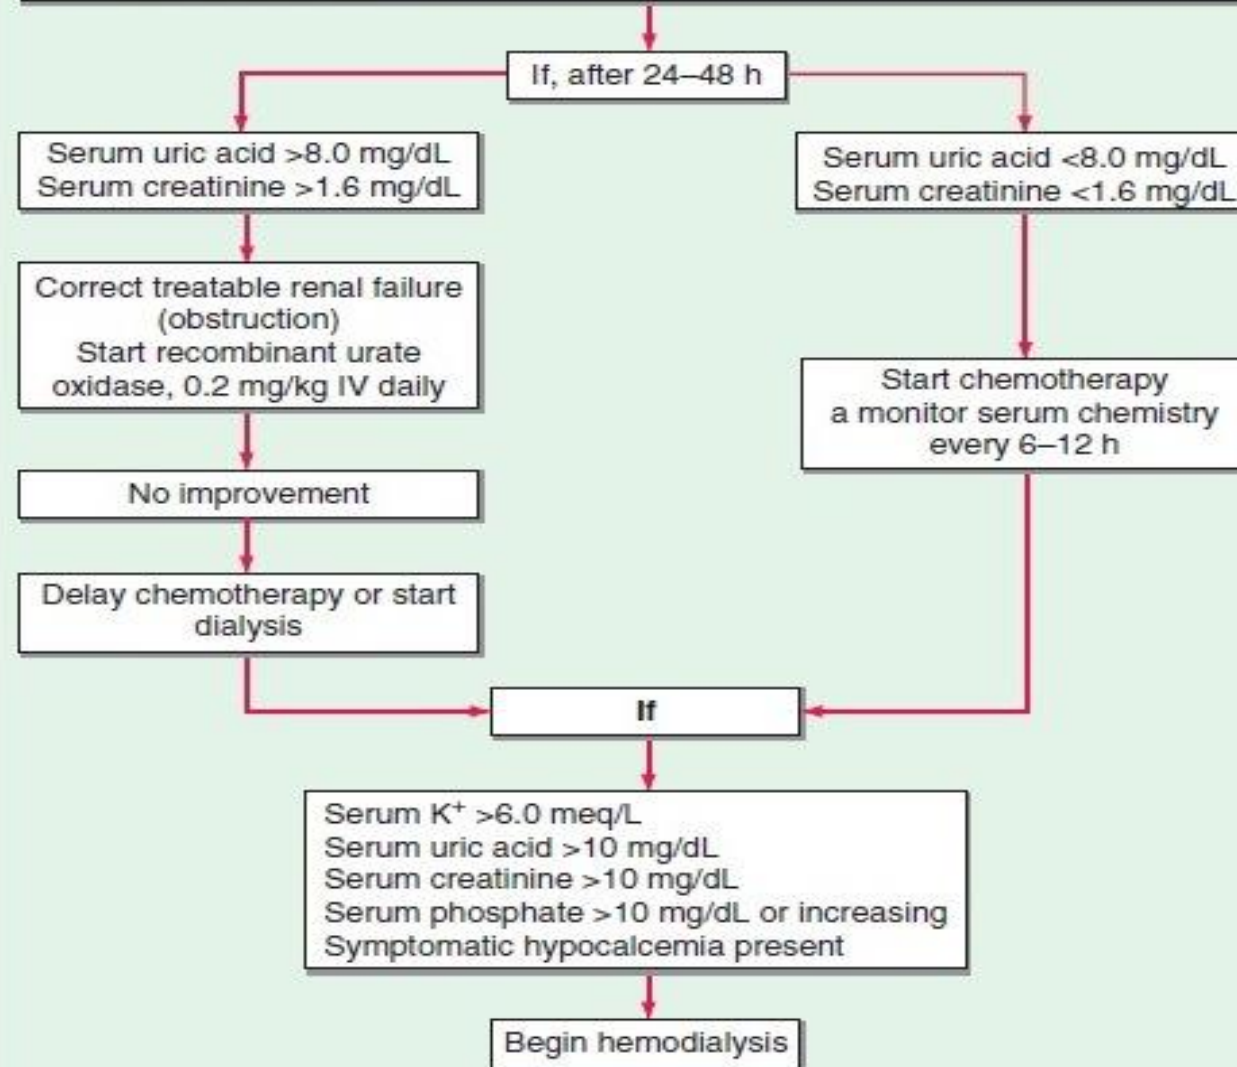 If, after 24–48 h
Serum uric acid >8.0 mg/dL
Serum creatinine >1.6 mg/dL
Serum uric acid <8.0 mg/dL
Serum creatinine <1.6 mg/dL
Correct treatable renal failure
(obstruction)
Start recombinant urate
oxidase, 0.2 mg/kg IV daily
Start chemotherapy
a monitor serum chemistry
every 6–12 h
No improvement
Delay chemotherapy or start
dialysis
If
Serum K⁺ >6.0 meq/L
Serum uric acid >10 mg/dL
Serum creatinine >10 mg/dL
Serum phosphate >10 mg/dL or increasing
Symptomatic hypocalcemia present
Begin hemodialysis